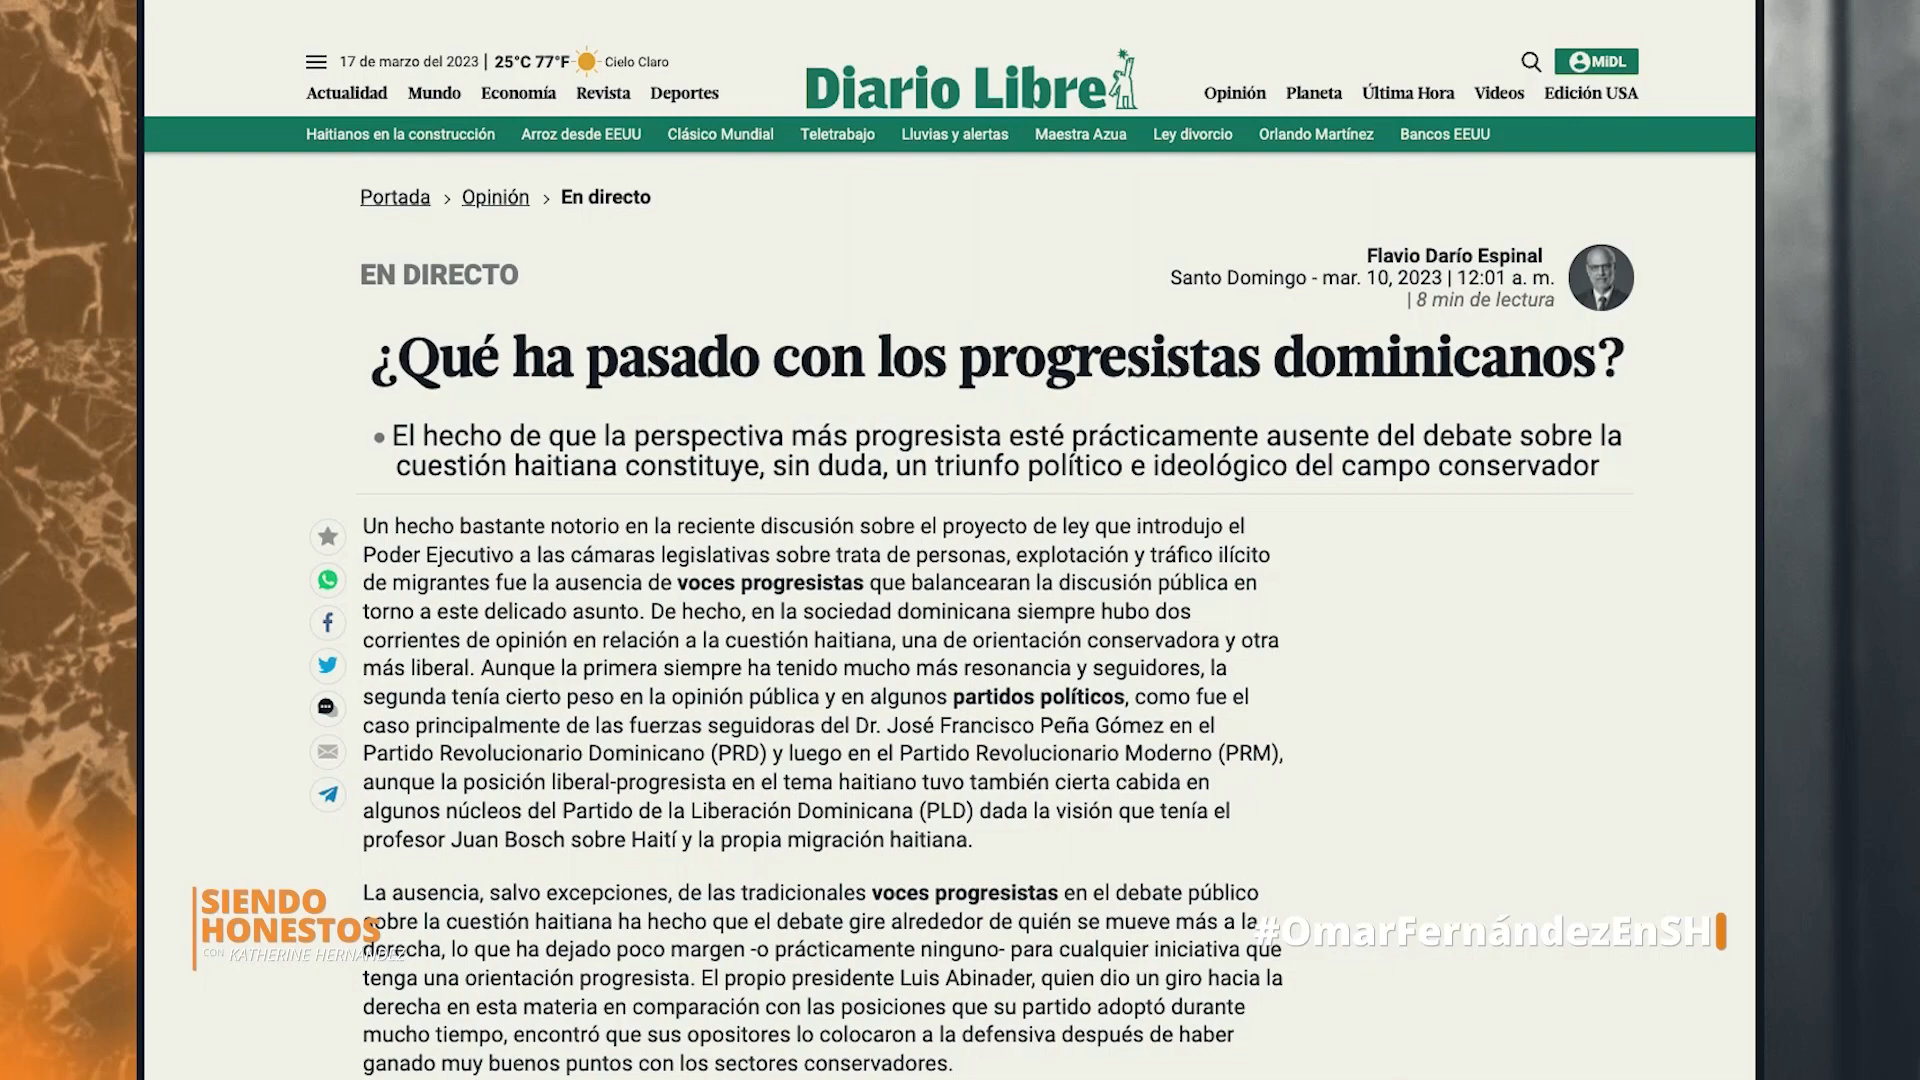 17 de marzo del 2023 | 25°C 77°F Cielo Claro
MiDL
Actualidad Mundo Economía Revista Deportes
Diario Libre
Opinión Planeta Última Hora Videos Edición USA
Haitianos en la construcción Arroz desde EEUU Clásico Mundial Teletrabajo Lluvias y alertas Maestra Azua Ley divorcio Orlando Martínez Bancos EEUU
Portada > Opinión > En directo
EN DIRECTO
Flavio Darío Espinal
Santo Domingo - mar. 10, 2023 | 12:01 a. m.
| 8 min de lectura
¿Qué ha pasado con los progresistas dominicanos?
• El hecho de que la perspectiva más progresista esté prácticamente ausente del debate sobre la
cuestión haitiana constituye, sin duda, un triunfo político e ideológico del campo conservador
Un hecho bastante notorio en la reciente discusión sobre el proyecto de ley que introdujo el
Poder Ejecutivo a las cámaras legislativas sobre trata de personas, explotación y tráfico ilícito
de migrantes fue la ausencia de voces progresistas que balancearan la discusión pública en
torno a este delicado asunto. De hecho, en la sociedad dominicana siempre hubo dos
corrientes de opinión en relación a la cuestión haitiana, una de orientación conservadora y otra
más liberal. Aunque la primera siempre ha tenido mucho más resonancia y seguidores, la
segunda tenía cierto peso en la opinión pública y en algunos partidos políticos, como fue el
caso principalmente de las fuerzas seguidoras del Dr. José Francisco Peña Gómez en el
Partido Revolucionario Dominicano (PRD) y luego en el Partido Revolucionario Moderno (PRM),
aunque la posición liberal-progresista en el tema haitiano tuvo también cierta cabida en
algunos núcleos del Partido de la Liberación Dominicana (PLD) dada la visión que tenía el
profesor Juan Bosch sobre Haití y la propia migración haitiana.
La ausencia, salvo excepciones, de las tradicionales voces progresistas en el debate público
sobre la cuestión haitiana ha hecho que el debate gire alrededor de quién se mueve más a la
derecha, lo que ha dejado poco margen -o prácticamente ninguno- para cualquier iniciativa que
tenga una orientación progresista. El propio presidente Luis Abinader, quien dio un giro hacia la
derecha en esta materia en comparación con las posiciones que su partido adoptó durante
mucho tiempo, encontró que sus opositores lo colocaron a la defensiva después de haber
ganado muy buenos puntos con los sectores conservadores.
SIENDO
HONESTOS
CON KATHERINE HERNÁNDEZ
#OmarFernándezEnSH